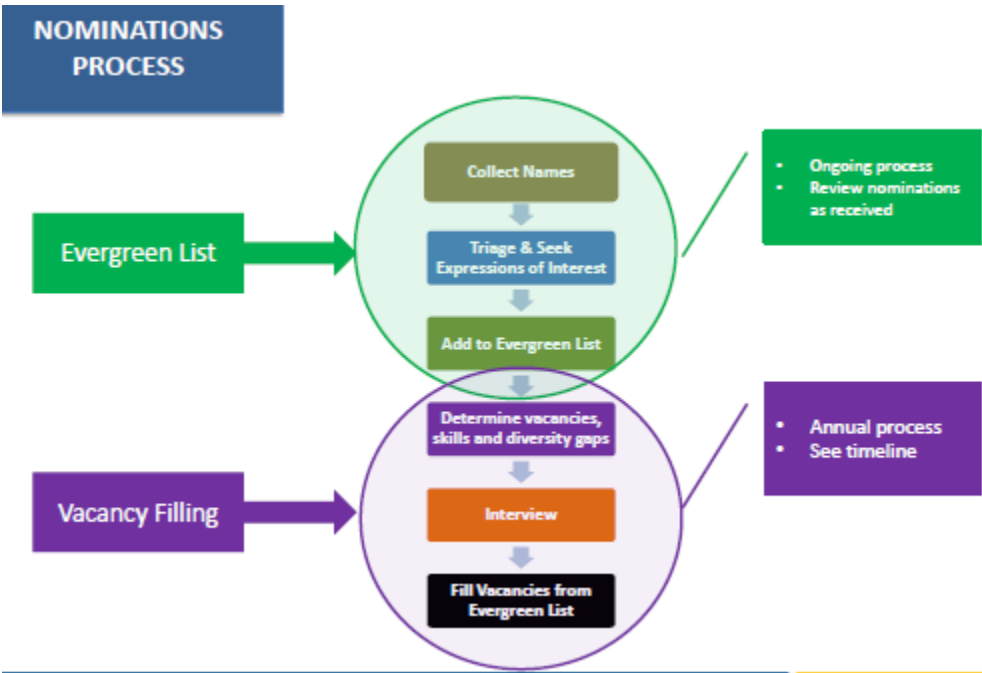 NOMINATIONS
PROCESS
Collect Names
• Ongoing process
• Review nominations
as received
Evergreen List
Triage & Seek
Expressions of Interest
Add to Evergreen List
Determine vacancies,
skills and diversity gaps
• Annual process
• See timeline
Vacancy Filling
Interview
Fill Vacancies from
Evergreen List